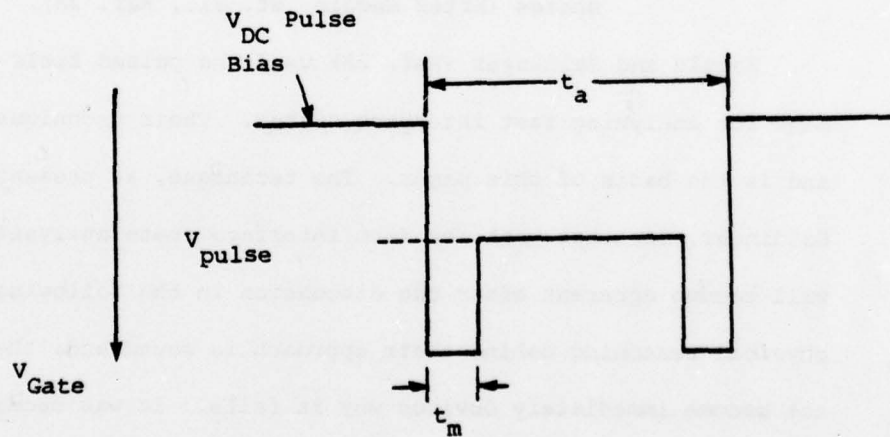 V_DC Pulse
Bias
t_a
V_pulse
V_Gate
t_m